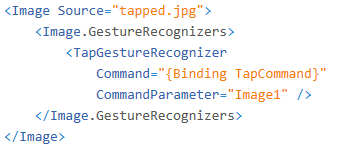 <Image Source="tapped.jpg">
    <Image.GestureRecognizers>
        <TapGestureRecognizer
            Command="{Binding TapCommand}"
            CommandParameter="Image1" />
    </Image.GestureRecognizers>
</Image>